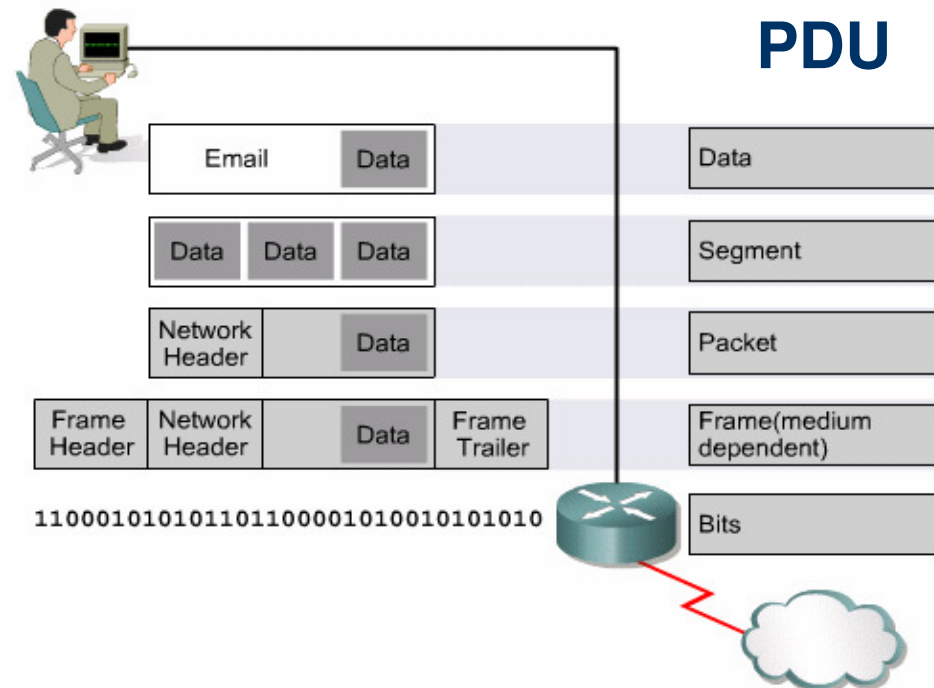 PDU
Email Data
Data
Data Data Data
Segment
Network
Header
Data
Packet
Frame
Header
Network
Header
Data
Frame
Trailer
Frame(medium
dependent)
110001010101101100001010010101010
Bits